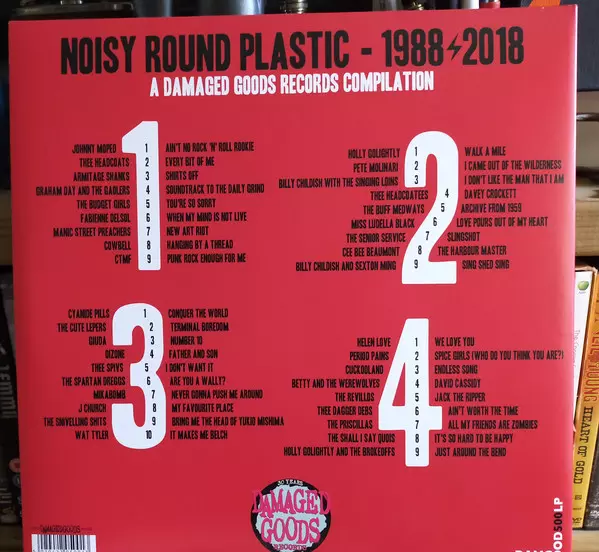 NOISY ROUND PLASTIC - 1988⚡2018
A DAMAGED GOODS RECORDS COMPILATION
1
JOHNNY MOPED 1 AIN'T NO ROCK 'N' ROLL ROOKIE
THEE HEADCOATS 2 EVERY BIT OF ME
ARMITAGE SHANKS 3 SHIRTS OFF
GRAHAM DAY AND THE GAOLERS 4 SOUNDTRACK TO THE DAILY GRIND
THE BUDGET GIRLS 5 YOU'RE SO SORRY
FABIENNE DELSOL 6 WHEN MY MIND IS NOT LIVE
MANIC STREET PREACHERS 7 NEW ART RIOT
COWBELL 8 HANGING BY A THREAD
CTMF 9 PUNK ROCK ENOUGH FOR ME
2
HOLLY GOLIGHTLY 1 WALK A MILE
PETE MOLINARI 2 I CAME OUT OF THE WILDERNESS
BILLY CHILDISH WITH THE SINGING LOINS 3 I DON'T LIKE THE MAN THAT I AM
THEE HEADCOATEES 4 DAVEY CROCKETT
THE BUFF MEDWAYS 5 ARCHIVE FROM 1959
MISS LUDELLA BLACK 6 LOVE POURS OUT OF MY HEART
THE SENIOR SERVICE 7 SLINGSHOT
CEE BEE BEAUMONT 8 THE HARBOUR MASTER
BILLY CHILDISH AND SEXTON MING 9 SING SHED SING
3
CYANIDE PILLS 1 CONQUER THE WORLD
THE CUTE LEPERS 2 TERMINAL BOREDOM
GIUDA 3 NUMBER 10
OIZONE 4 FATHER AND SON
THEE SPIVS 5 I DON'T WANT IT
THE SPARTAN DREGGS 6 ARE YOU A WALLY?
MIKABOMB 7 NEVER GONNA PUSH ME AROUND
J CHURCH 8 MY FAVOURITE PLACE
THE SNIVELLING SHITS 9 BRING ME THE HEAD OF YUKIO MISHIMA
WAT TYLER 10 IT MAKES ME BELCH
4
HELEN LOVE 1 WE LOVE YOU
PERIOD PAINS 2 SPICE GIRLS (WHO DO YOU THINK YOU ARE?)
CUCKOOLAND 3 ENDLESS SONG
BETTY AND THE WEREWOLVES 4 DAVID CASSIDY
THE REVILLOS 5 JACK THE RIPPER
THEE DAGGER DEBS 6 AIN'T WORTH THE TIME
THE PRISCILLAS 7 ALL MY FRIENDS ARE ZOMBIES
THE SHALL I SAY QUOIS 8 IT'S SO HARD TO BE HAPPY
HOLLY GOLIGHTLY AND THE BROKEOFFS 9 JUST AROUND THE BEND
30 YEARS
DAMAGED
GOODS
RECORDS
DAMAGEDGOODS
500LP
YOUNG
HEART OF GOLD